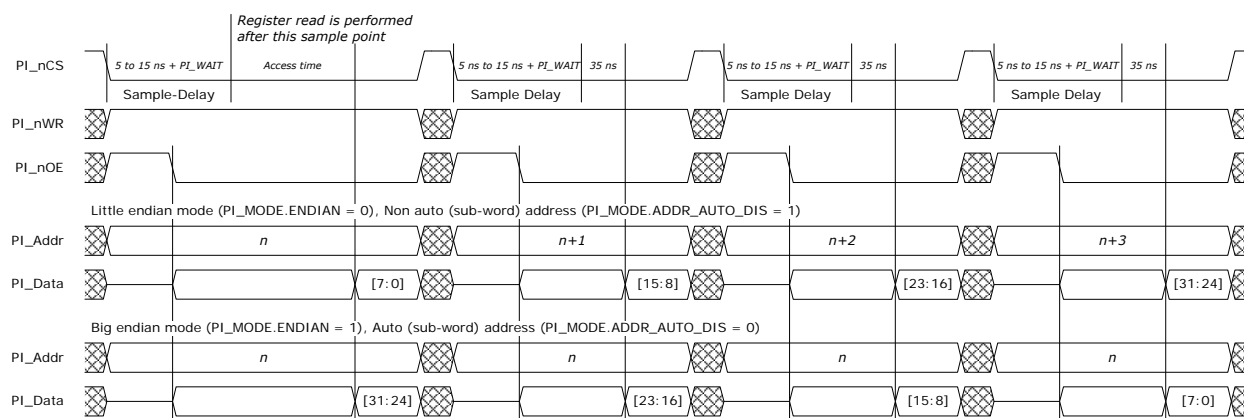 Register read is performed
after this sample point
PI_nCS
5 to 15 ns + PI_WAIT Access time 5 ns to 15 ns + PI_WAIT 35 ns 5 ns to 15 ns + PI_WAIT 35 ns 5 ns to 15 ns + PI_WAIT 35 ns
Sample-Delay Sample Delay Sample Delay Sample Delay
PI_nWR
PI_nOE
Little endian mode (PI_MODE.ENDIAN = 0), Non auto (sub-word) address (PI_MODE.ADDR_AUTO_DIS = 1)
PI_Addr n n+1 n+2 n+3
PI_Data [7:0] [15:8] [23:16] [31:24]
Big endian mode (PI_MODE.ENDIAN = 1), Auto (sub-word) address (PI_MODE.ADDR_AUTO_DIS = 0)
PI_Addr n n n n
PI_Data [31:24] [23:16] [15:8] [7:0]